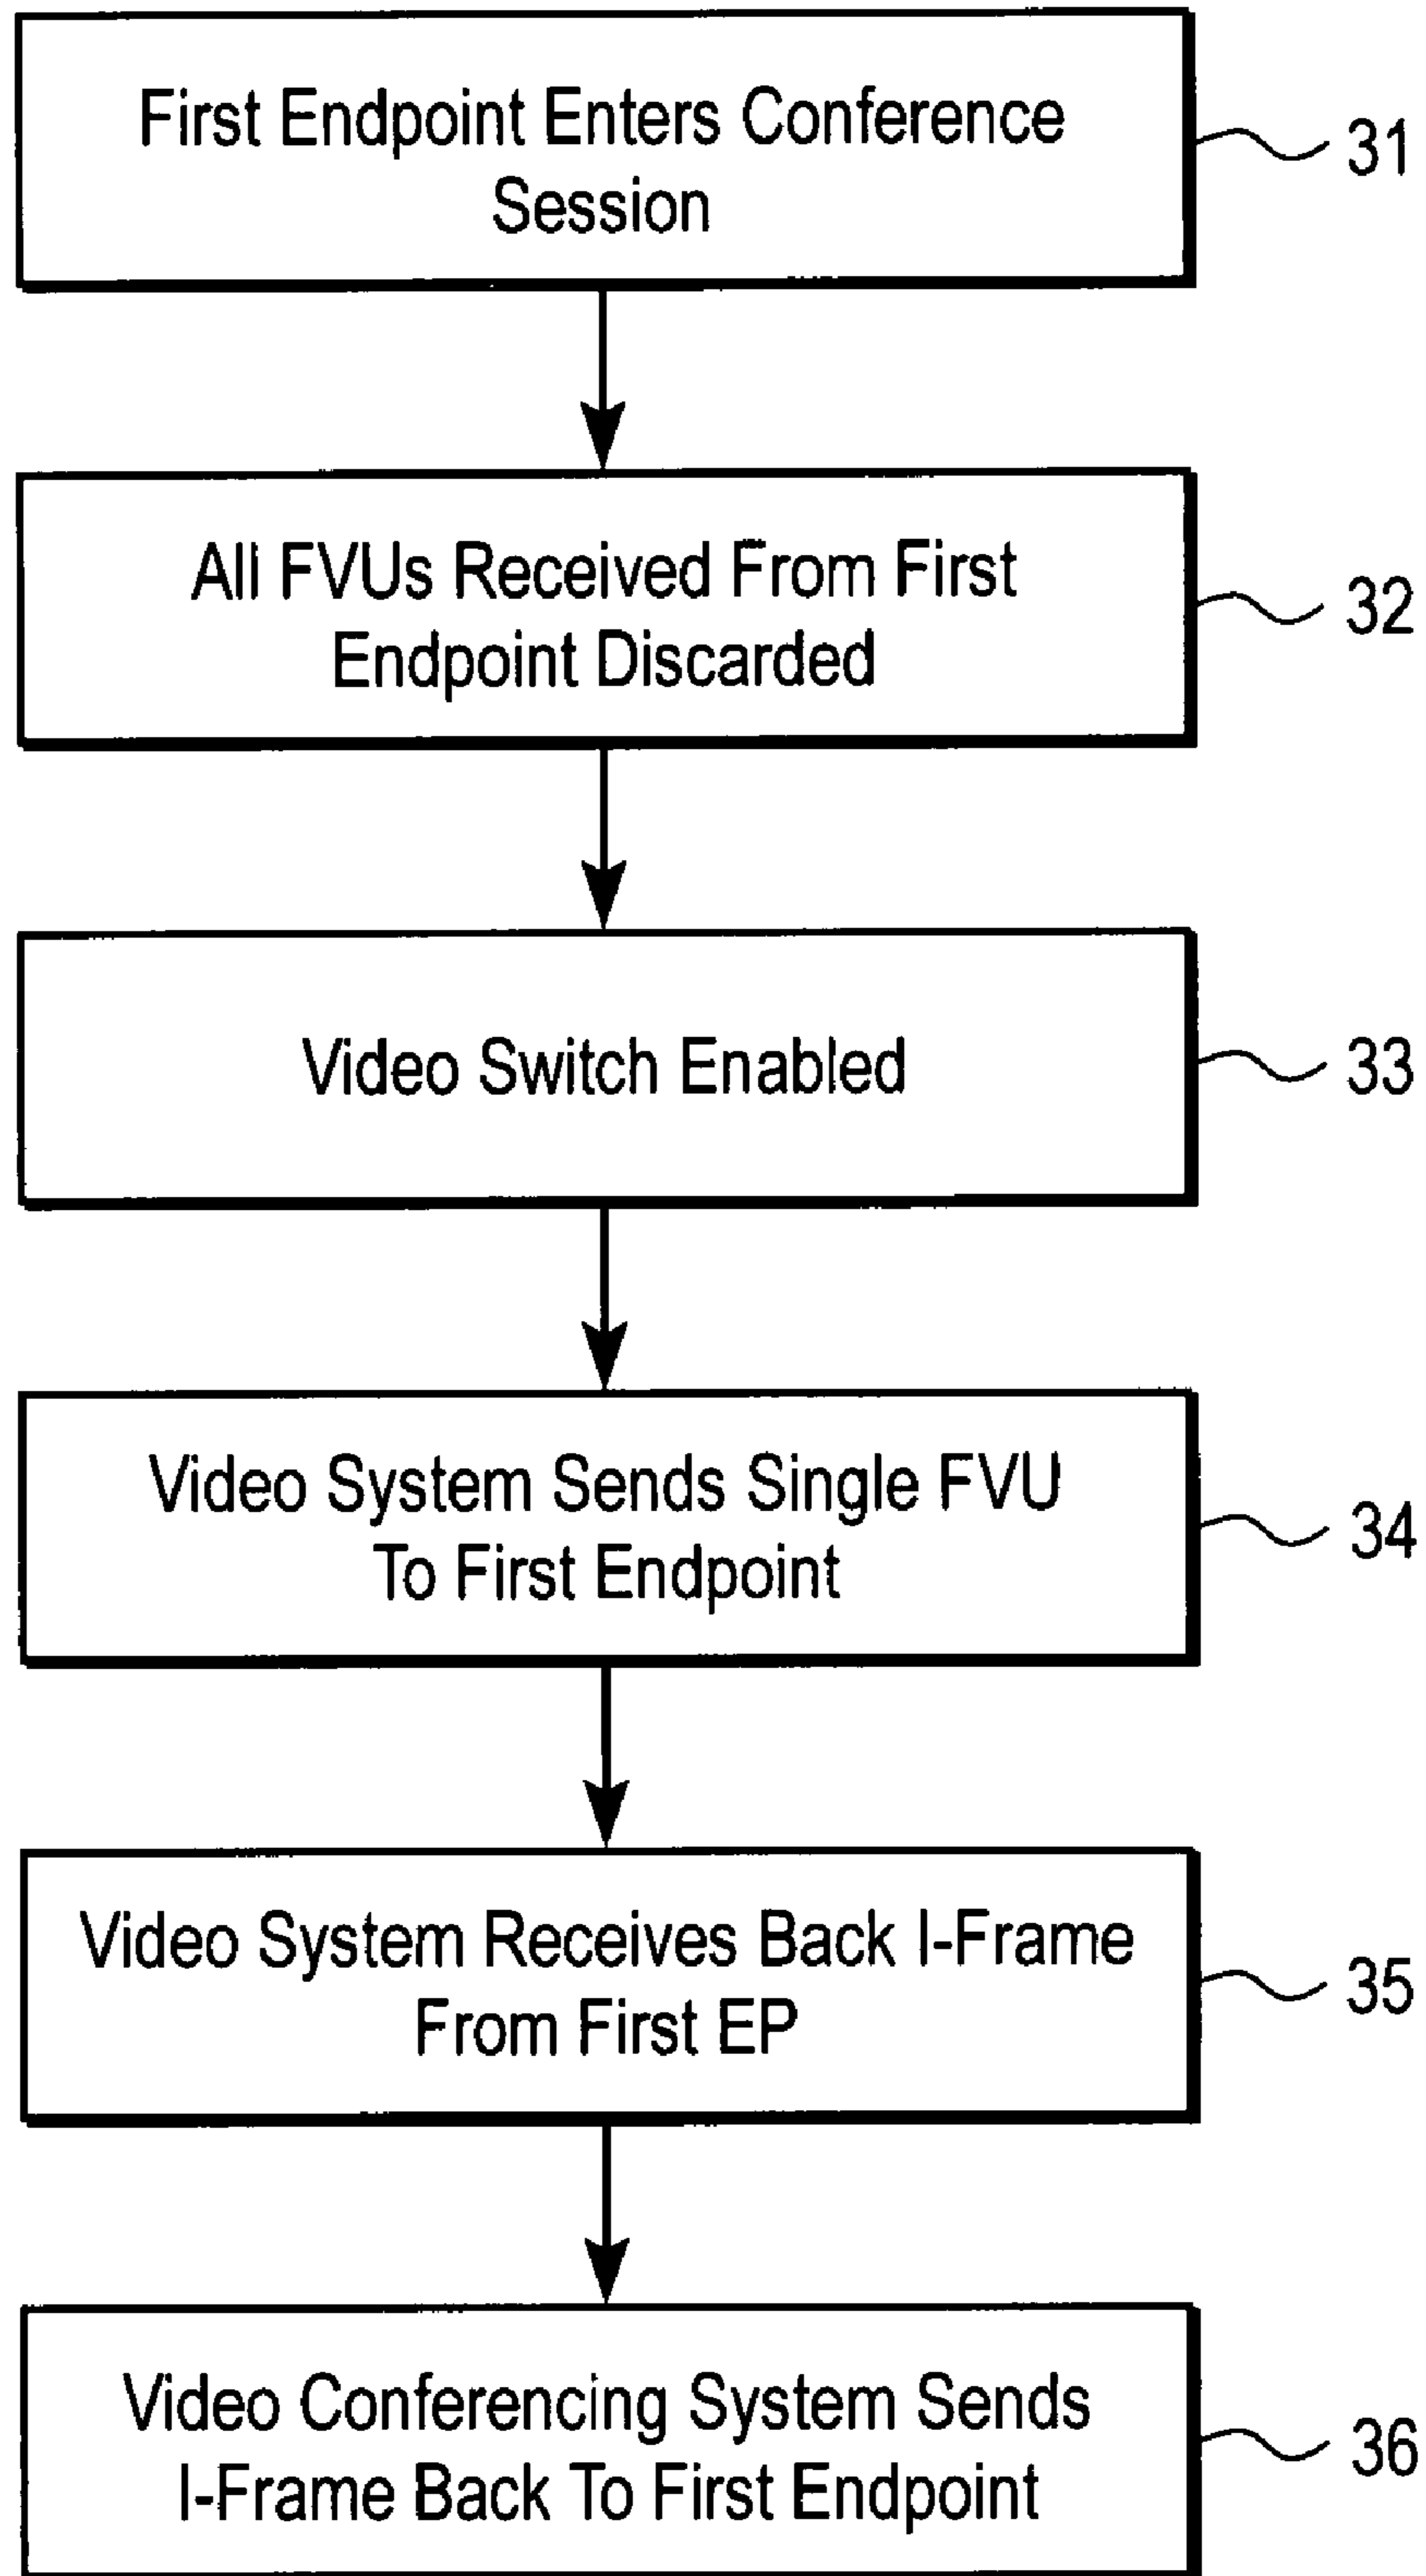 First Endpoint Enters Conference
Session
31
All FVUs Received From First
Endpoint Discarded
32
Video Switch Enabled
33
Video System Sends Single FVU
To First Endpoint
34
Video System Receives Back I-Frame
From First EP
35
Video Conferencing System Sends
I-Frame Back To First Endpoint
36